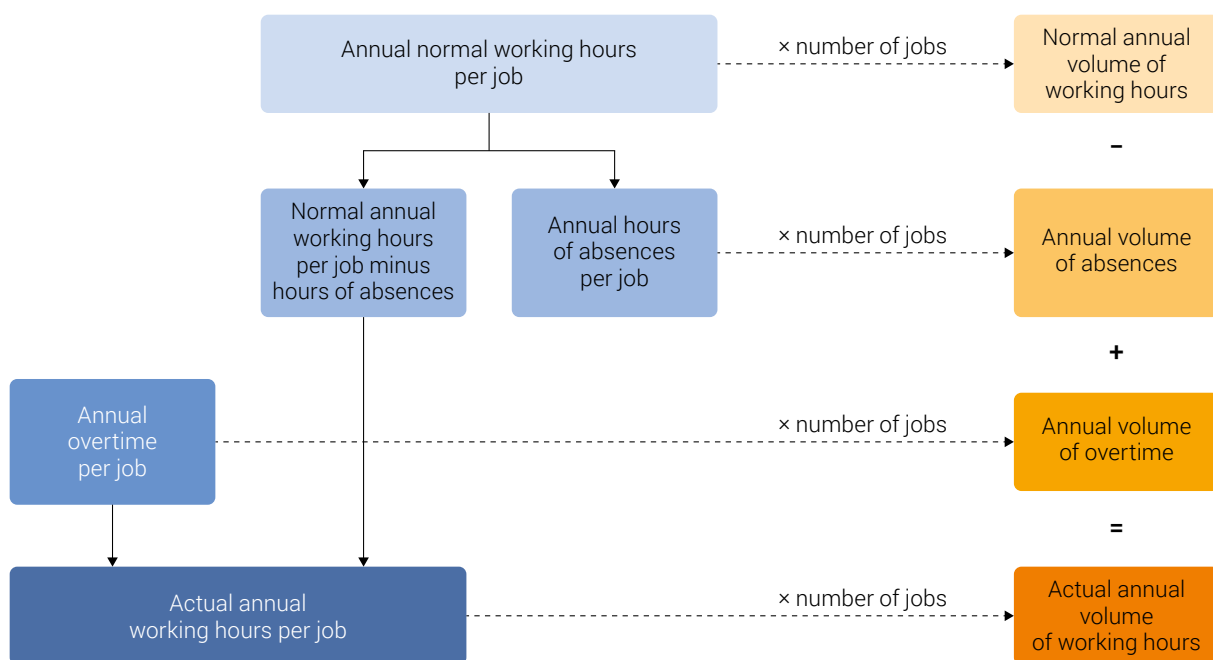 Annual normal working hours
per job
× number of jobs
Normal annual
volume of
working hours
–
Normal annual
working hours
per job minus
hours of absences
Annual hours
of absences
per job
× number of jobs
Annual volume
of absences
+
Annual
overtime
per job
× number of jobs
Annual volume
of overtime
=
Actual annual
working hours per job
× number of jobs
Actual annual
volume
of working hours